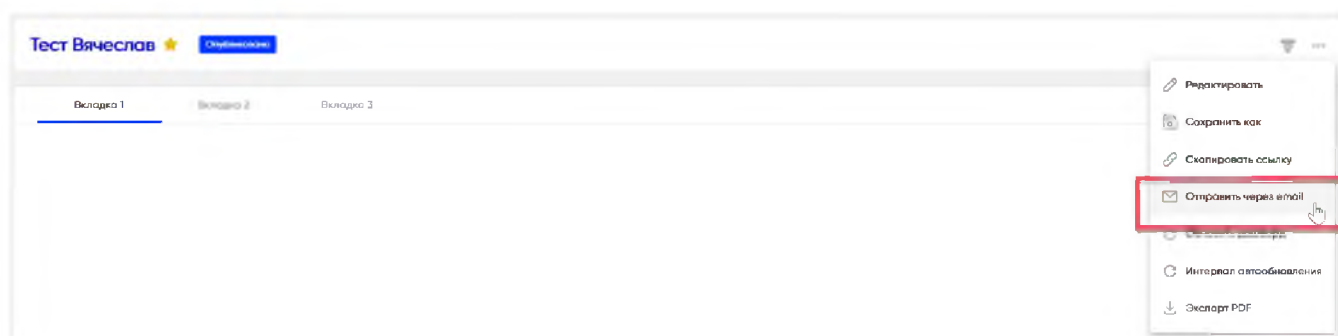 Тест Вячеслав
Опубликовано
Вкладка 1
Вкладка 2
Вкладка 3
Редактировать
Сохранить как
Скопировать ссылку
Отправить через email
Интервал автообновления
Экспорт PDF